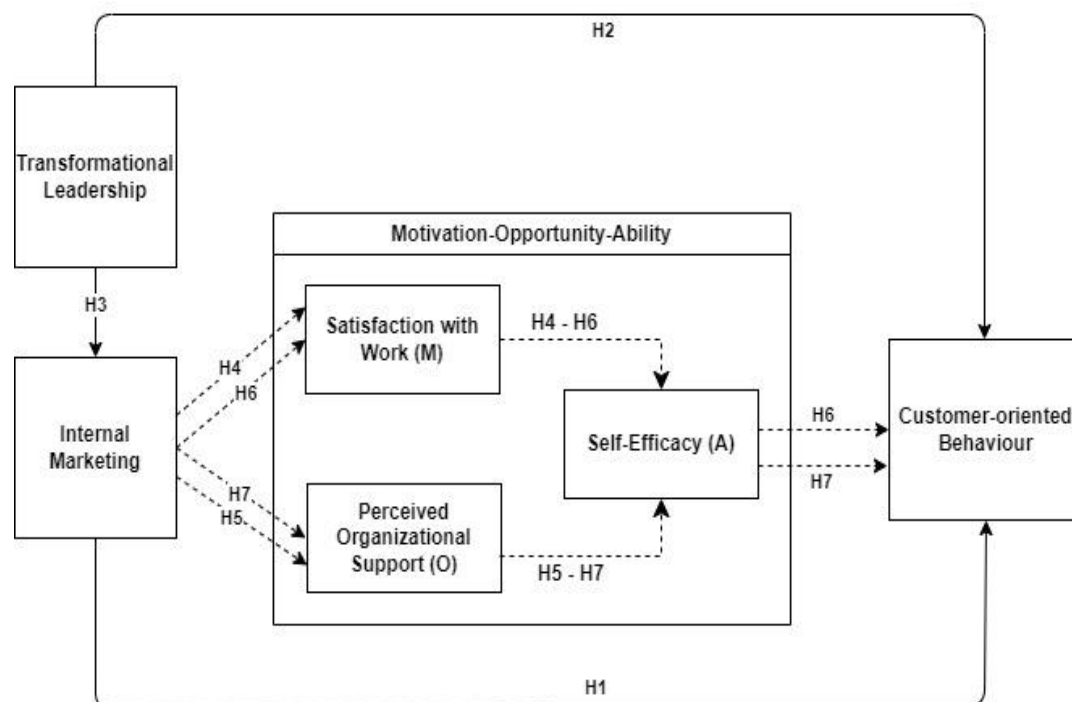 H2
Transformational
Leadership
Motivation-Opportunity-Ability
H3
Satisfaction with
Work (M)
H4 - H6
H4
H6
Internal
Marketing
Self-Efficacy (A)
H6
H7
Customer-oriented
Behaviour
H7
H5
Perceived
Organizational
Support (O)
H5 - H7
H1